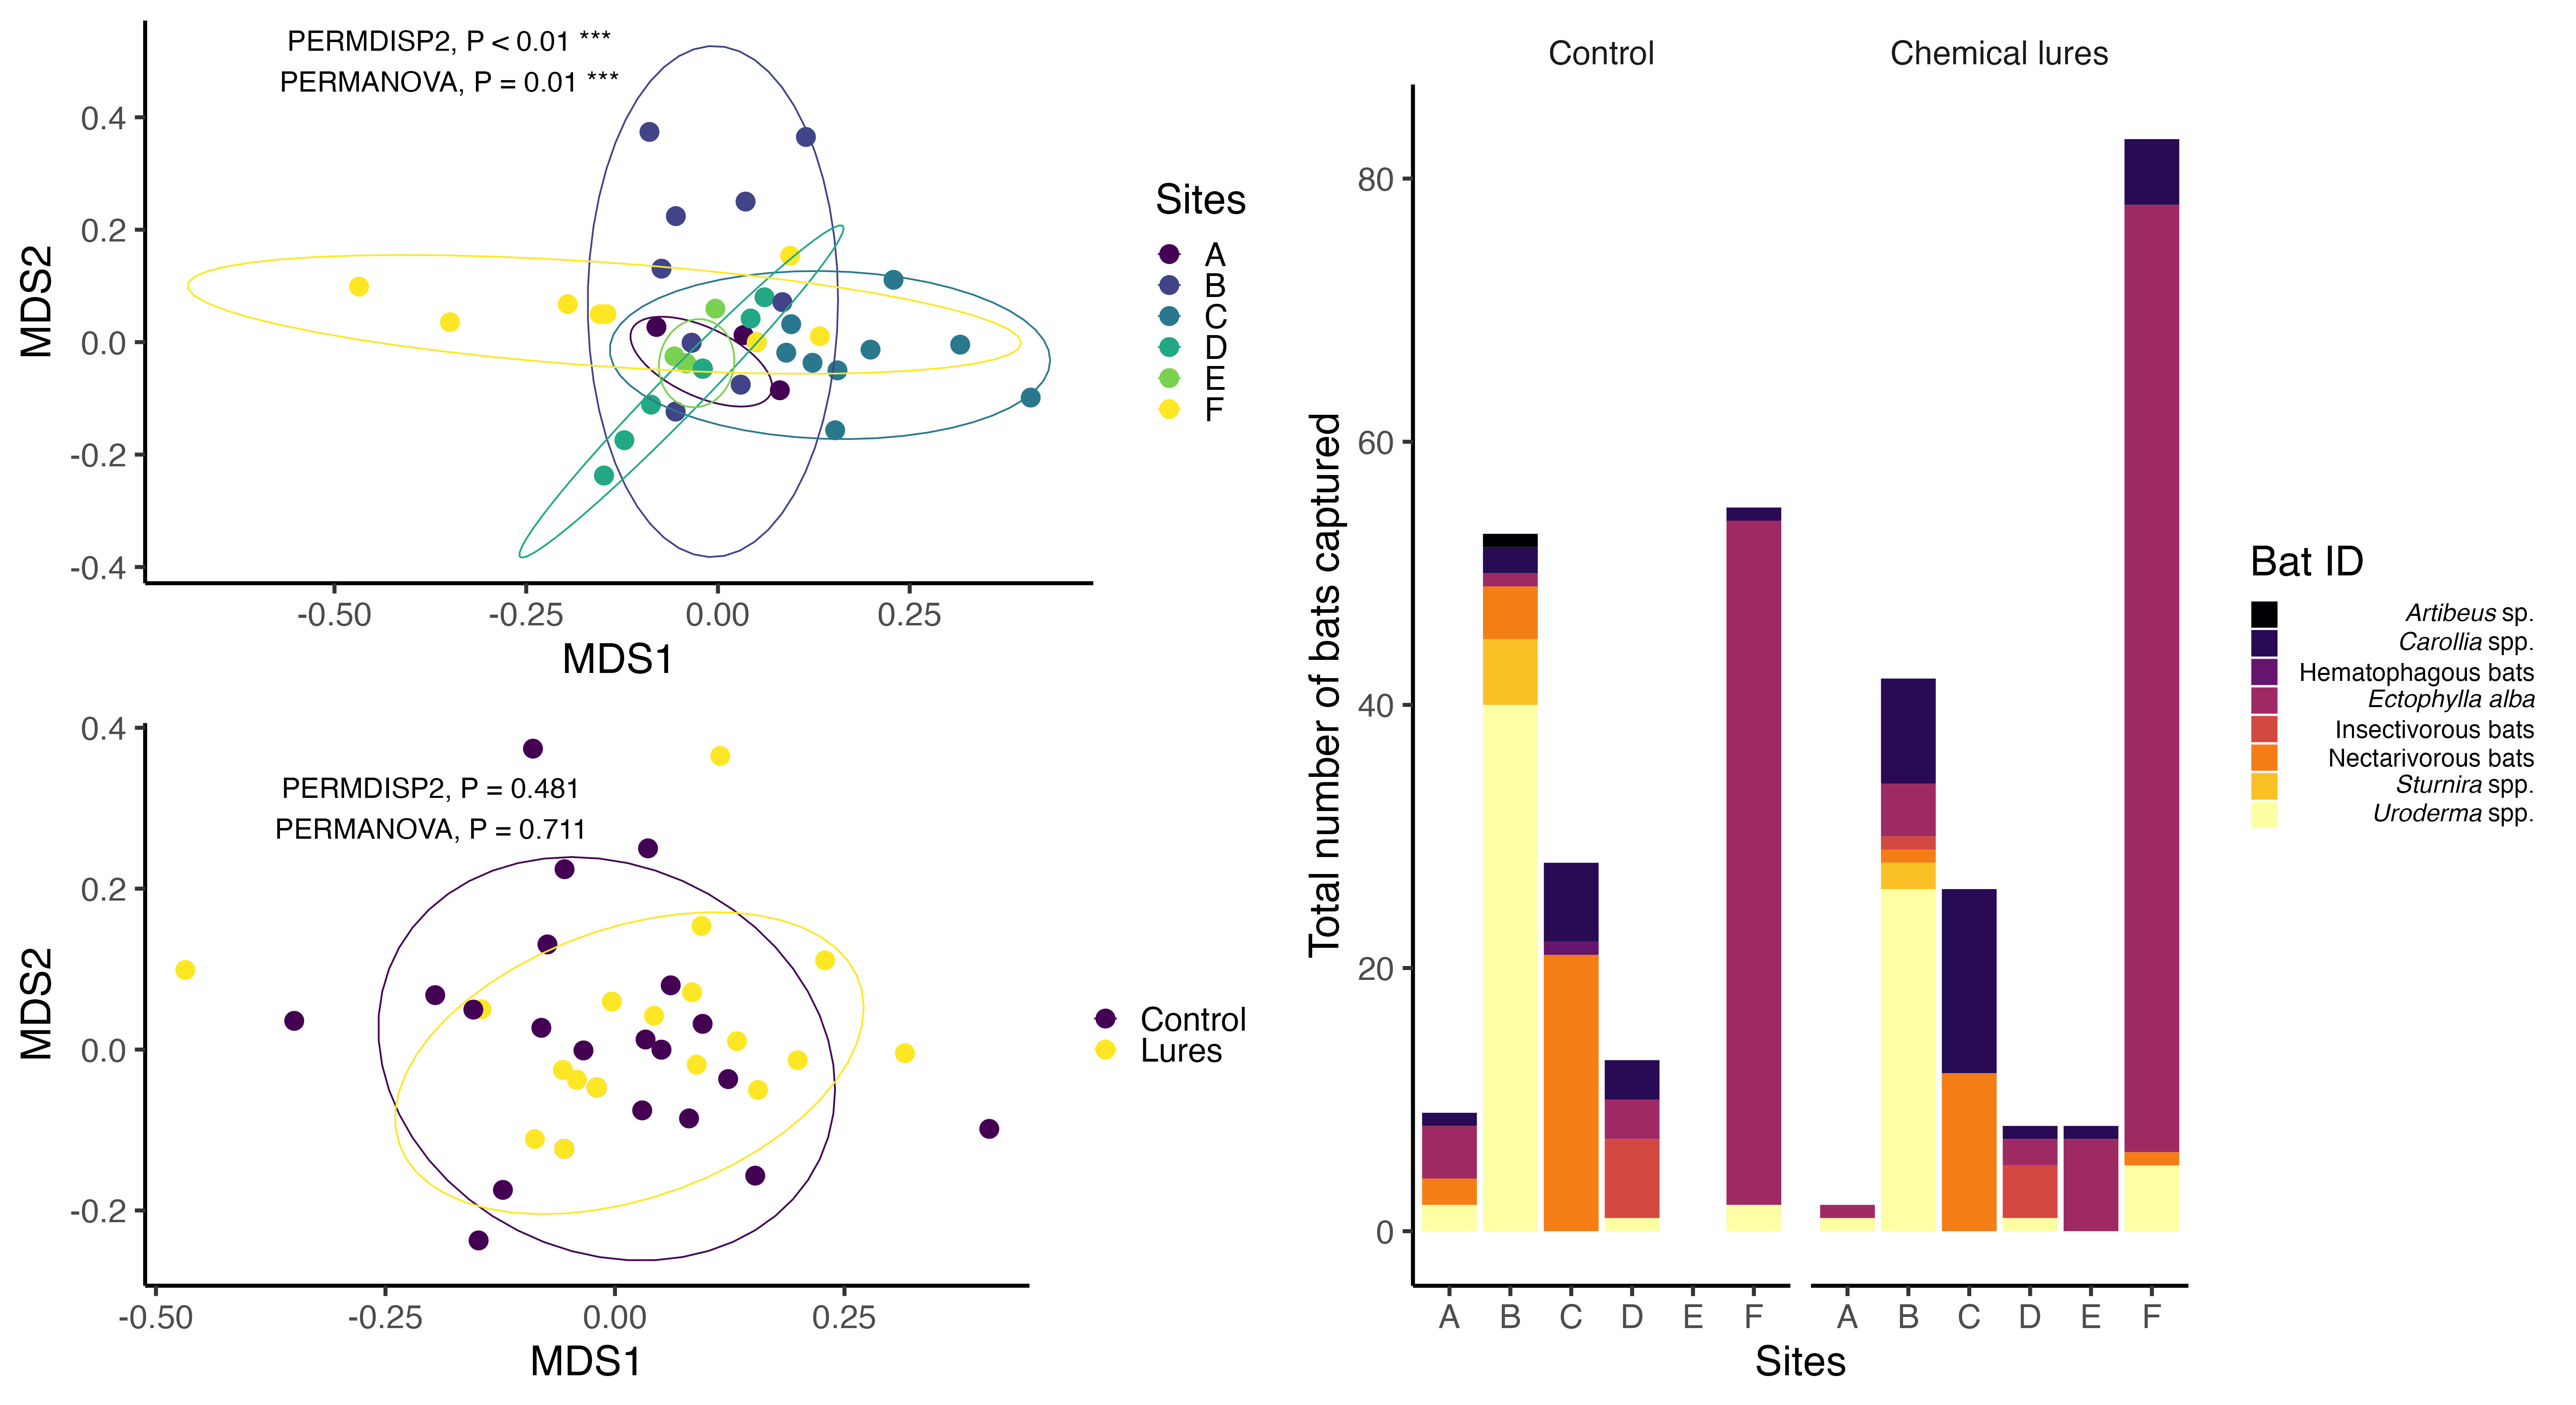 PERMDISP2, P < 0.01 ***
PERMANOVA, P = 0.01 ***
MDS2
0.4
0.2
0.0
-0.2
-0.4
-0.50
-0.25
0.00
0.25
MDS1
Sites
A
B
C
D
E
F
PERMDISP2, P = 0.481
PERMANOVA, P = 0.711
MDS2
0.4
0.2
0.0
-0.2
-0.50
-0.25
0.00
0.25
MDS1
Control
Lures
Control
Chemical lures
Total number of bats captured
80
60
40
20
0
A B C D E F
A B C D E F
Sites
Bat ID
Artibeus sp.
Carollia spp.
Hematophagous bats
Ectophylla alba
Insectivorous bats
Nectarivorous bats
Sturnira spp.
Uroderma spp.